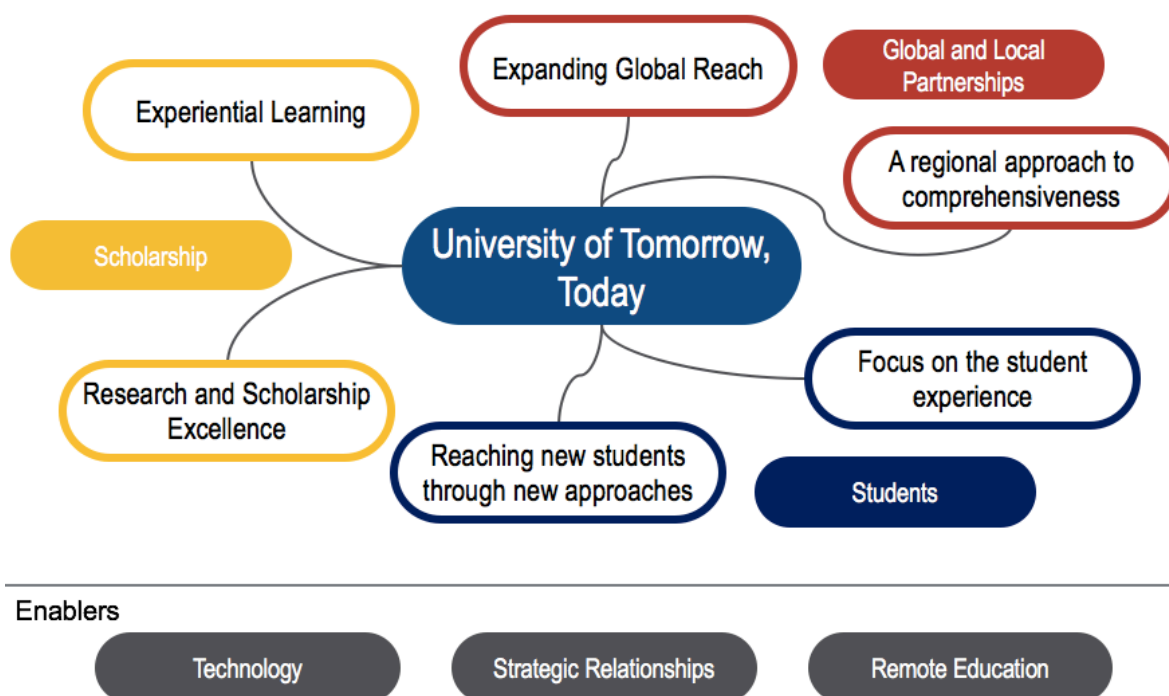 Expanding Global Reach
Global and Local
Partnerships
Experiential Learning
A regional approach to
comprehensiveness
University of Tomorrow,
Today
Scholarship
Focus on the student
experience
Research and Scholarship
Excellence
Reaching new students
through new approaches
Students
Enablers
Technology
Strategic Relationships
Remote Education